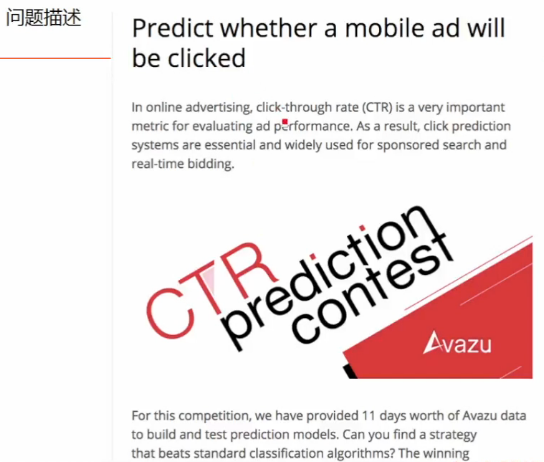 问题描述
Predict whether a mobile ad will
be clicked
In online advertising, click-through rate (CTR) is a very important
metric for evaluating ad performance. As a result, click prediction
systems are essential and widely used for sponsored search and
real-time bidding.
CTR
prediction
contest
Avazu
For this competition, we have provided 11 days worth of Avazu data
to build and test prediction models. Can you find a strategy
that beats standard classification algorithms? The winning